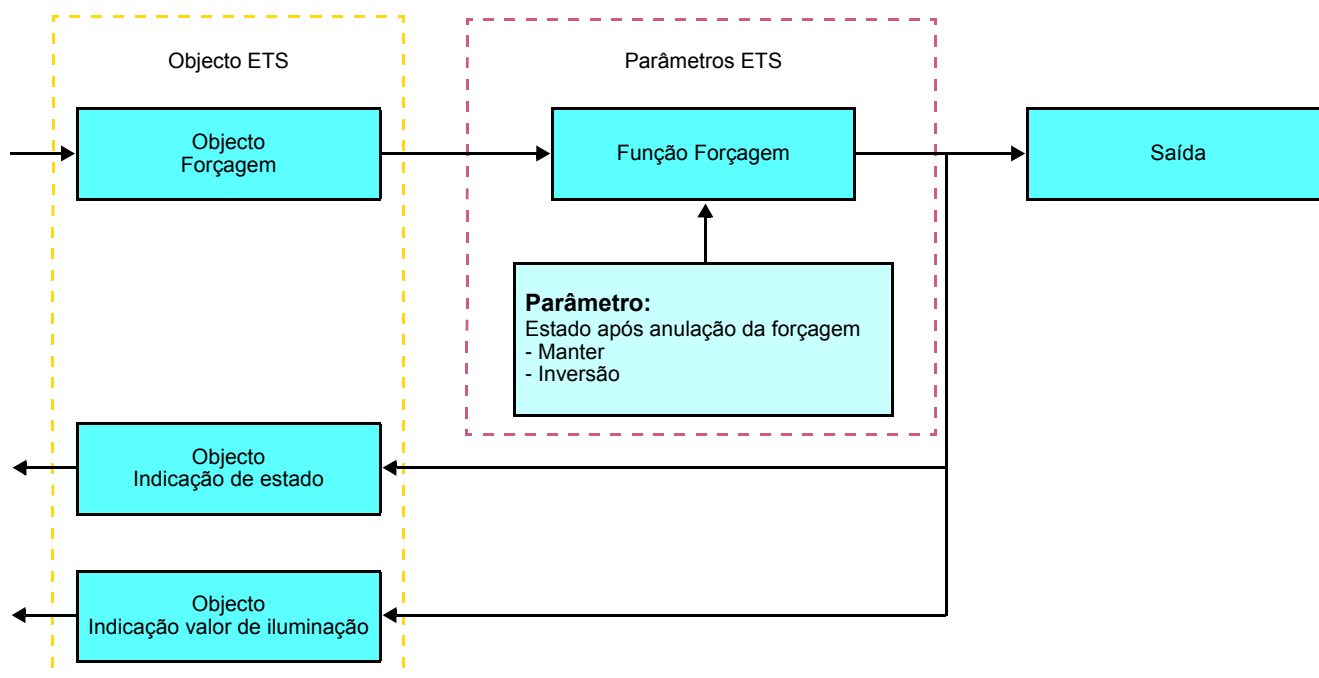 Objecto ETS
Parâmetros ETS
Objecto
Forçagem
Função Forçagem
Saída
Parâmetro:
Estado após anulação da forçagem
- Manter
- Inversão
Objecto
Indicação de estado
Objecto
Indicação valor de iluminação